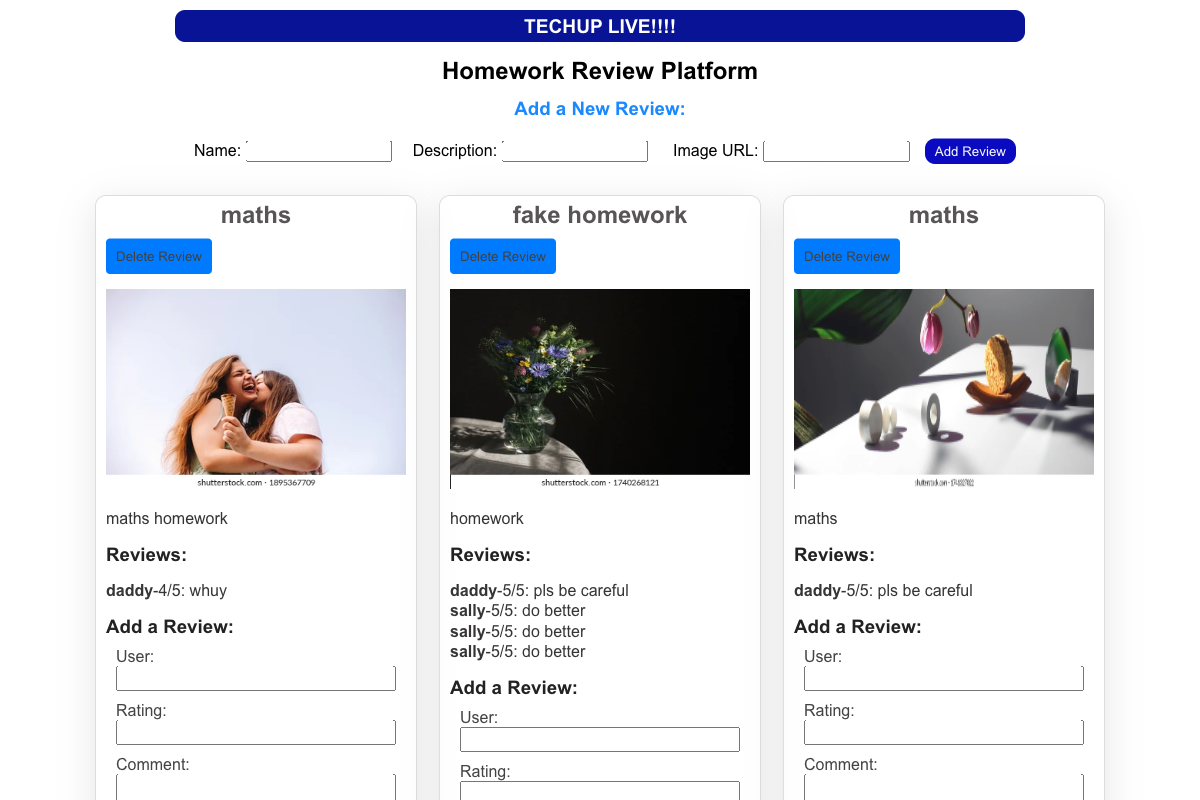 TECHUP LIVE!!!!
Homework Review Platform
Add a New Review:
Name: Description: Image URL: Add Review
maths
Delete Review
shutterstock.com · 1895367709
maths homework
Reviews:
daddy-4/5: whuy
Add a Review:
User:
Rating:
Comment:
fake homework
Delete Review
shutterstock.com · 1740268121
homework
Reviews:
daddy-5/5: pls be careful
sally-5/5: do better
sally-5/5: do better
sally-5/5: do better
Add a Review:
User:
Rating:
maths
Delete Review
maths
Reviews:
daddy-5/5: pls be careful
Add a Review:
User:
Rating:
Comment: